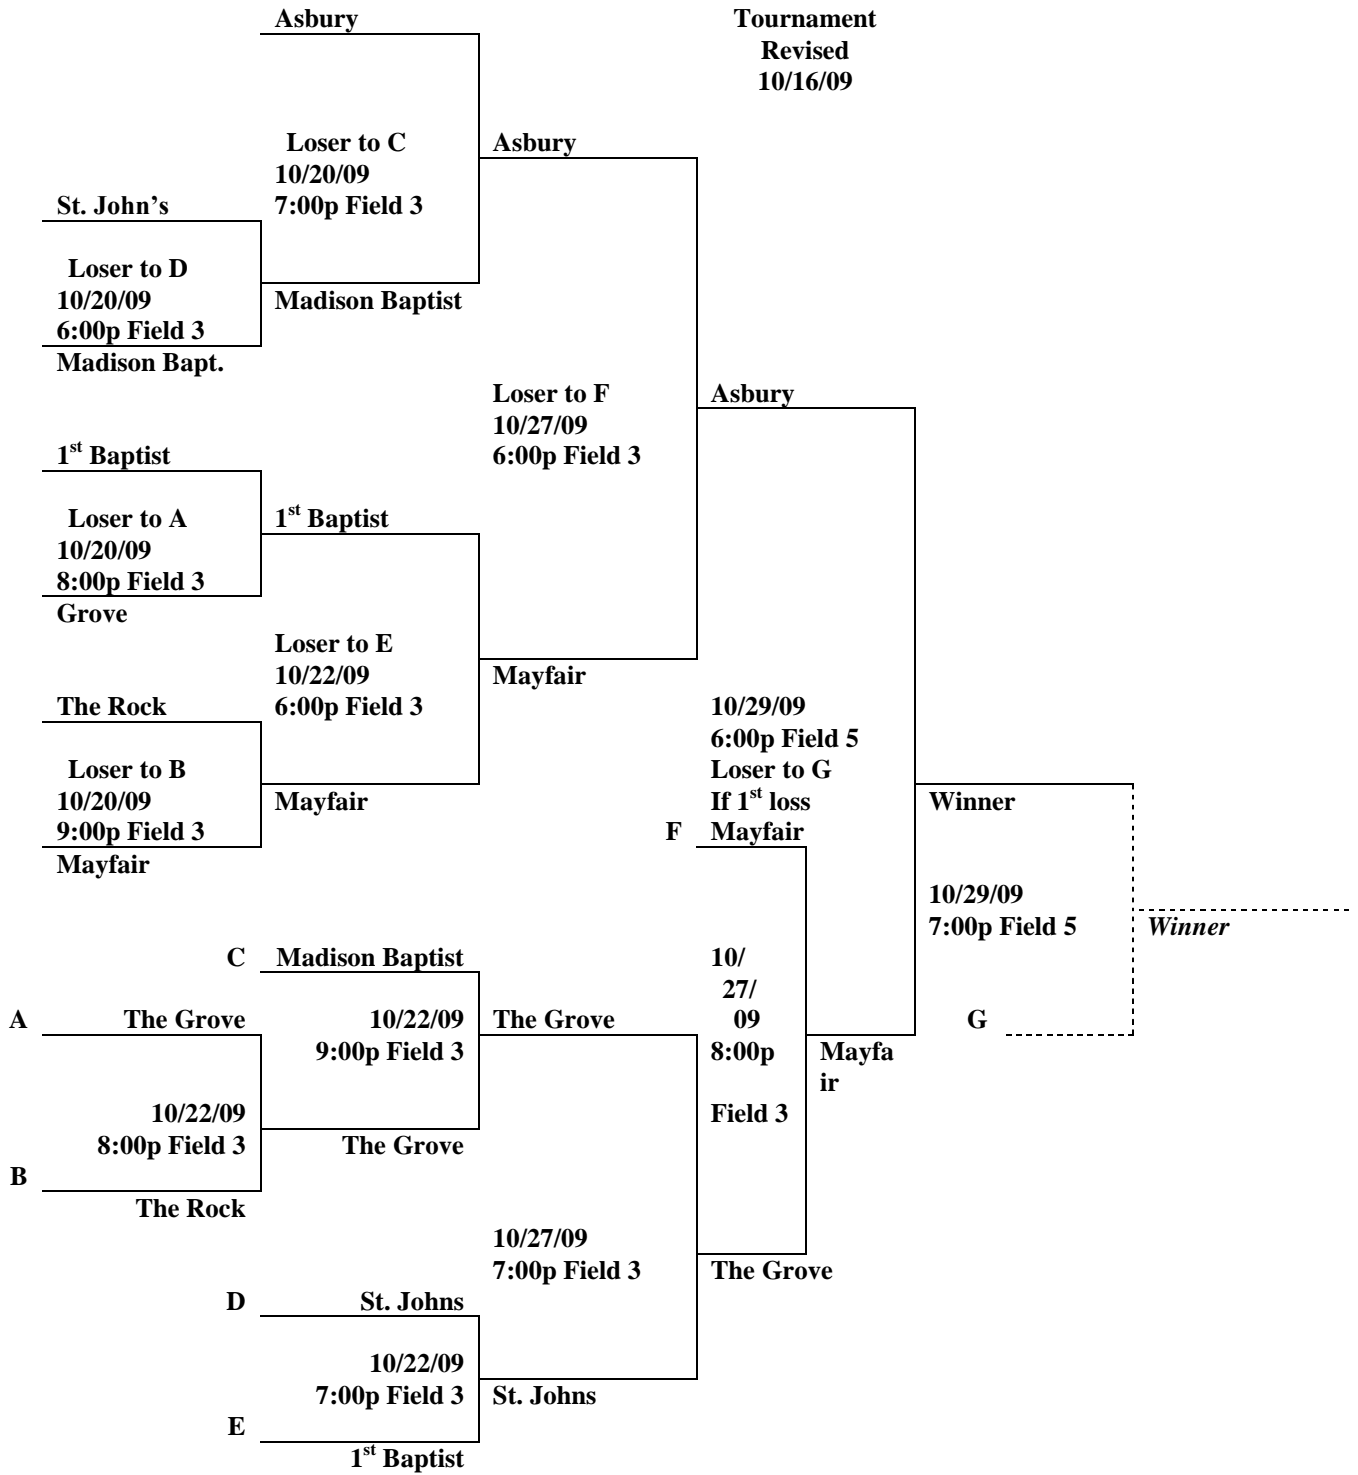 Asbury
Tournament
Revised
10/16/09
Loser to C
10/20/09
7:00p Field 3
Asbury
St. John’s
Loser to D
10/20/09
6:00p Field 3
Madison Bapt.
Madison Baptist
Loser to F
10/27/09
6:00p Field 3
Asbury
1st Baptist
Loser to A
10/20/09
8:00p Field 3
Grove
1st Baptist
Loser to E
10/22/09
6:00p Field 3
Mayfair
The Rock
Loser to B
10/20/09
9:00p Field 3
Mayfair
Mayfair
10/29/09
6:00p Field 5
Loser to G
If 1st loss
F Mayfair
Winner
10/29/09
7:00p Field 5
Winner
C Madison Baptist
10/22/09
9:00p Field 3
A The Grove
The Grove
10/
27/
09
8:00p
Field 3
G
Mayfa
ir
10/22/09
8:00p Field 3
The Grove
B
The Rock
10/27/09
7:00p Field 3
The Grove
D St. Johns
10/22/09
7:00p Field 3
St. Johns
E
1st Baptist